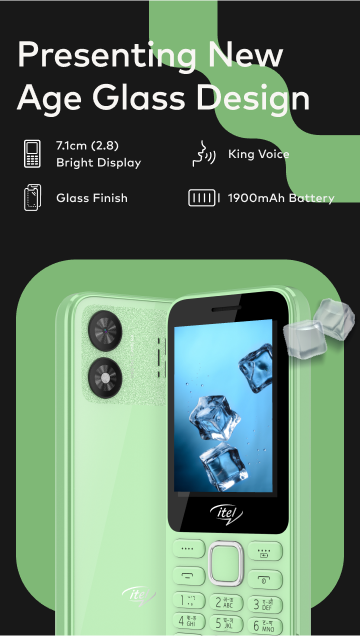 Presenting New
Age Glass Design
7.1cm (2.8)
Bright Display
King Voice
Glass Finish
1900mAh Battery
itel
itel
1
2 ABC
3 DEF
4 GHI
5 JKL
6 MNO